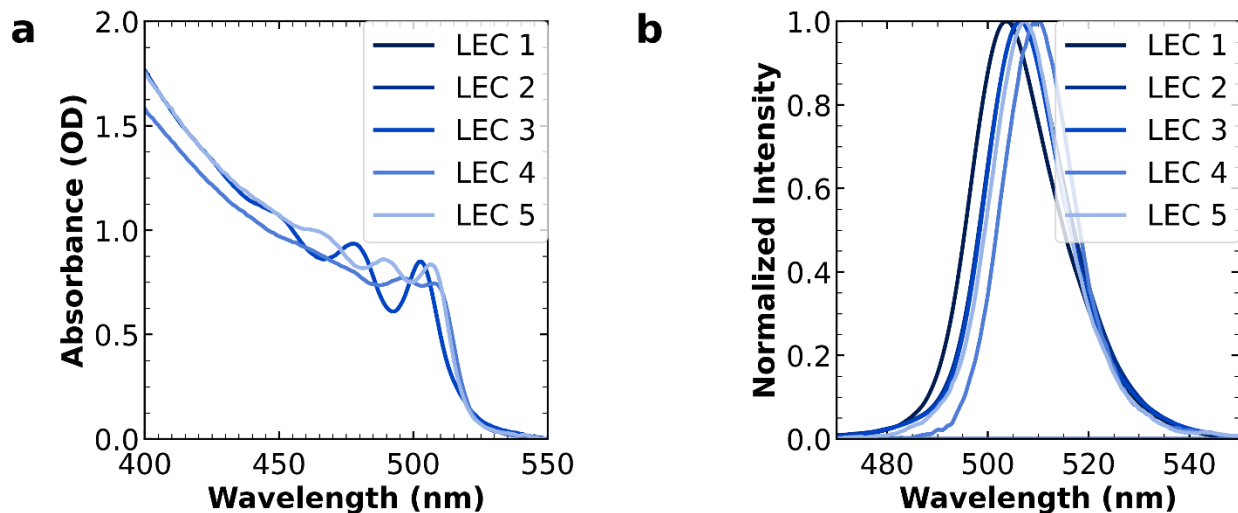 a
2.0
1.5
1.0
0.5
0.0
400
450
500
550
Absorbance (OD)
Wavelength (nm)
LEC 1
LEC 2
LEC 3
LEC 4
LEC 5
b
1.0
0.8
0.6
0.4
0.2
0.0
480
500
520
540
Normalized Intensity
Wavelength (nm)
LEC 1
LEC 2
LEC 3
LEC 4
LEC 5